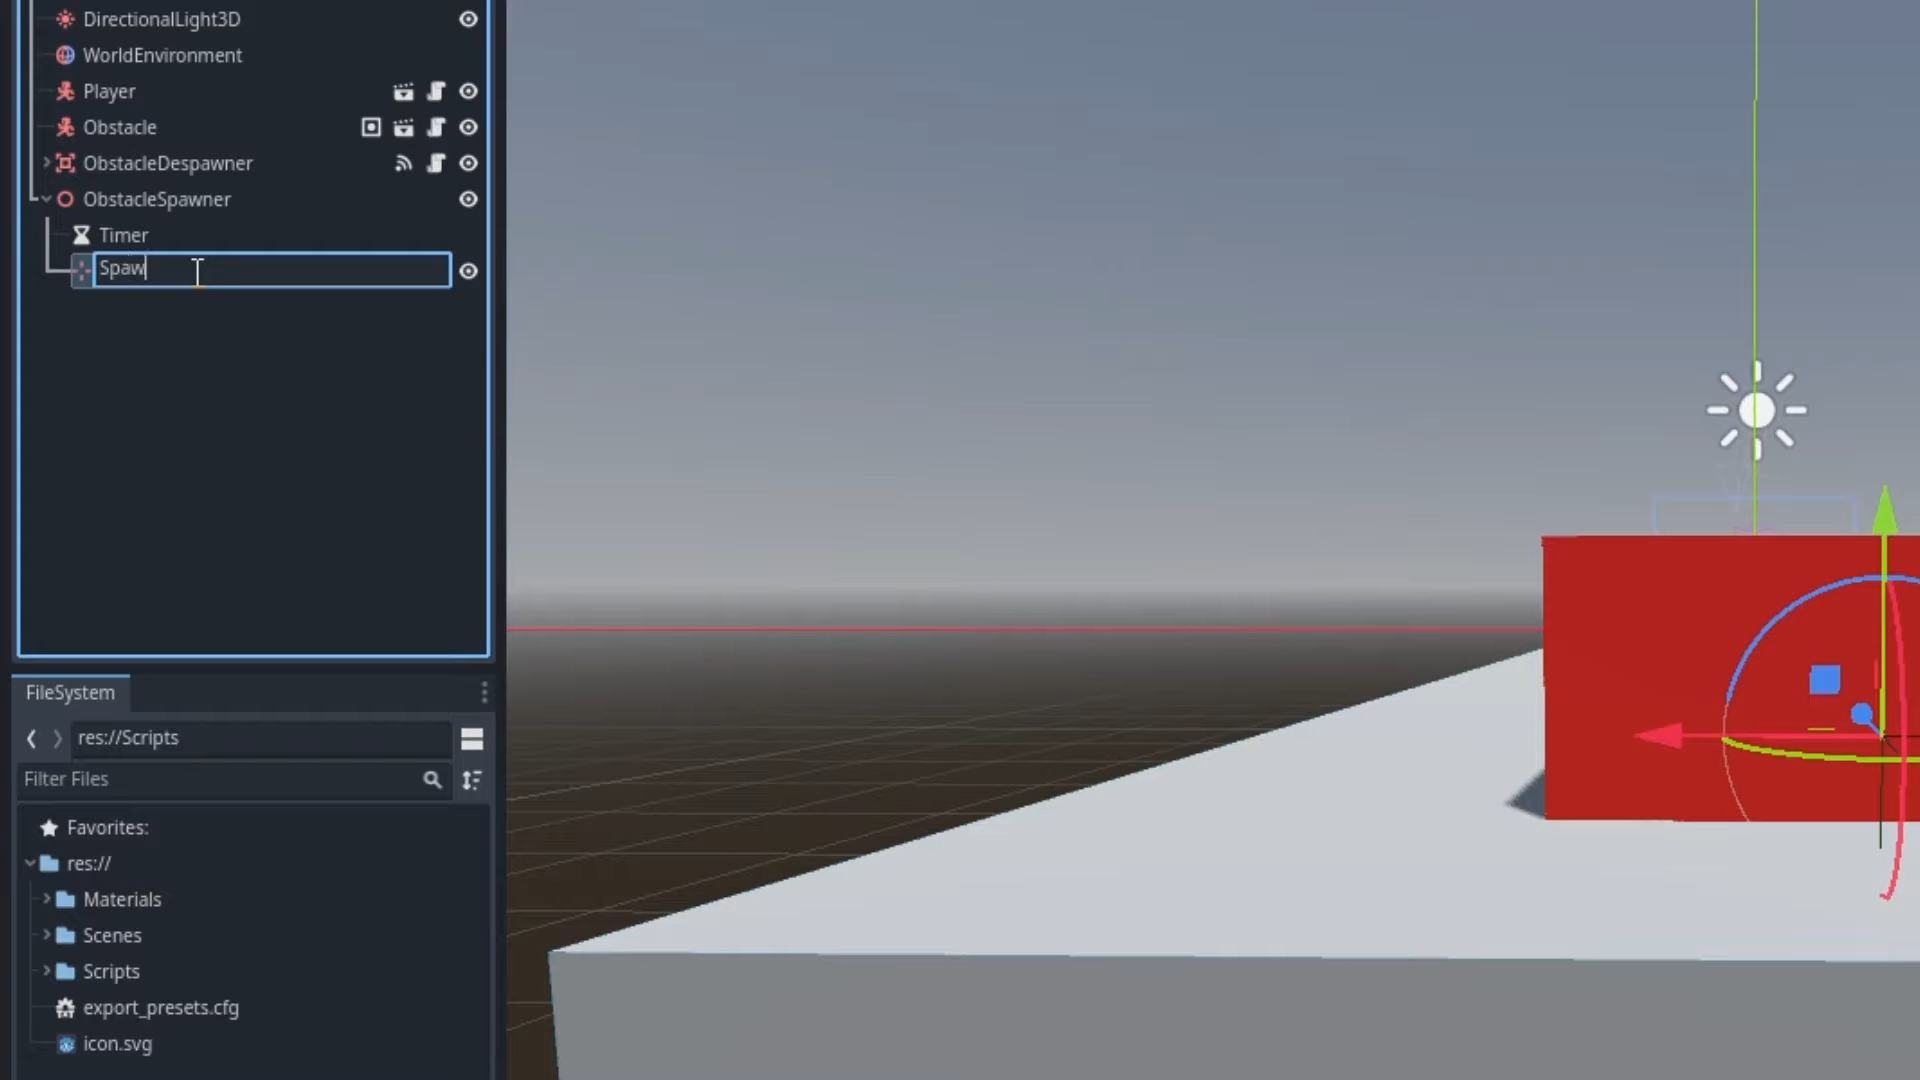 DirectionalLight3D
WorldEnvironment
Player
Obstacle
ObstacleDespawner
ObstacleSpawner
Timer
Spaw
FileSystem
res://Scripts
Filter Files
Favorites:
res://
Materials
Scenes
Scripts
export_presets.cfg
icon.svg